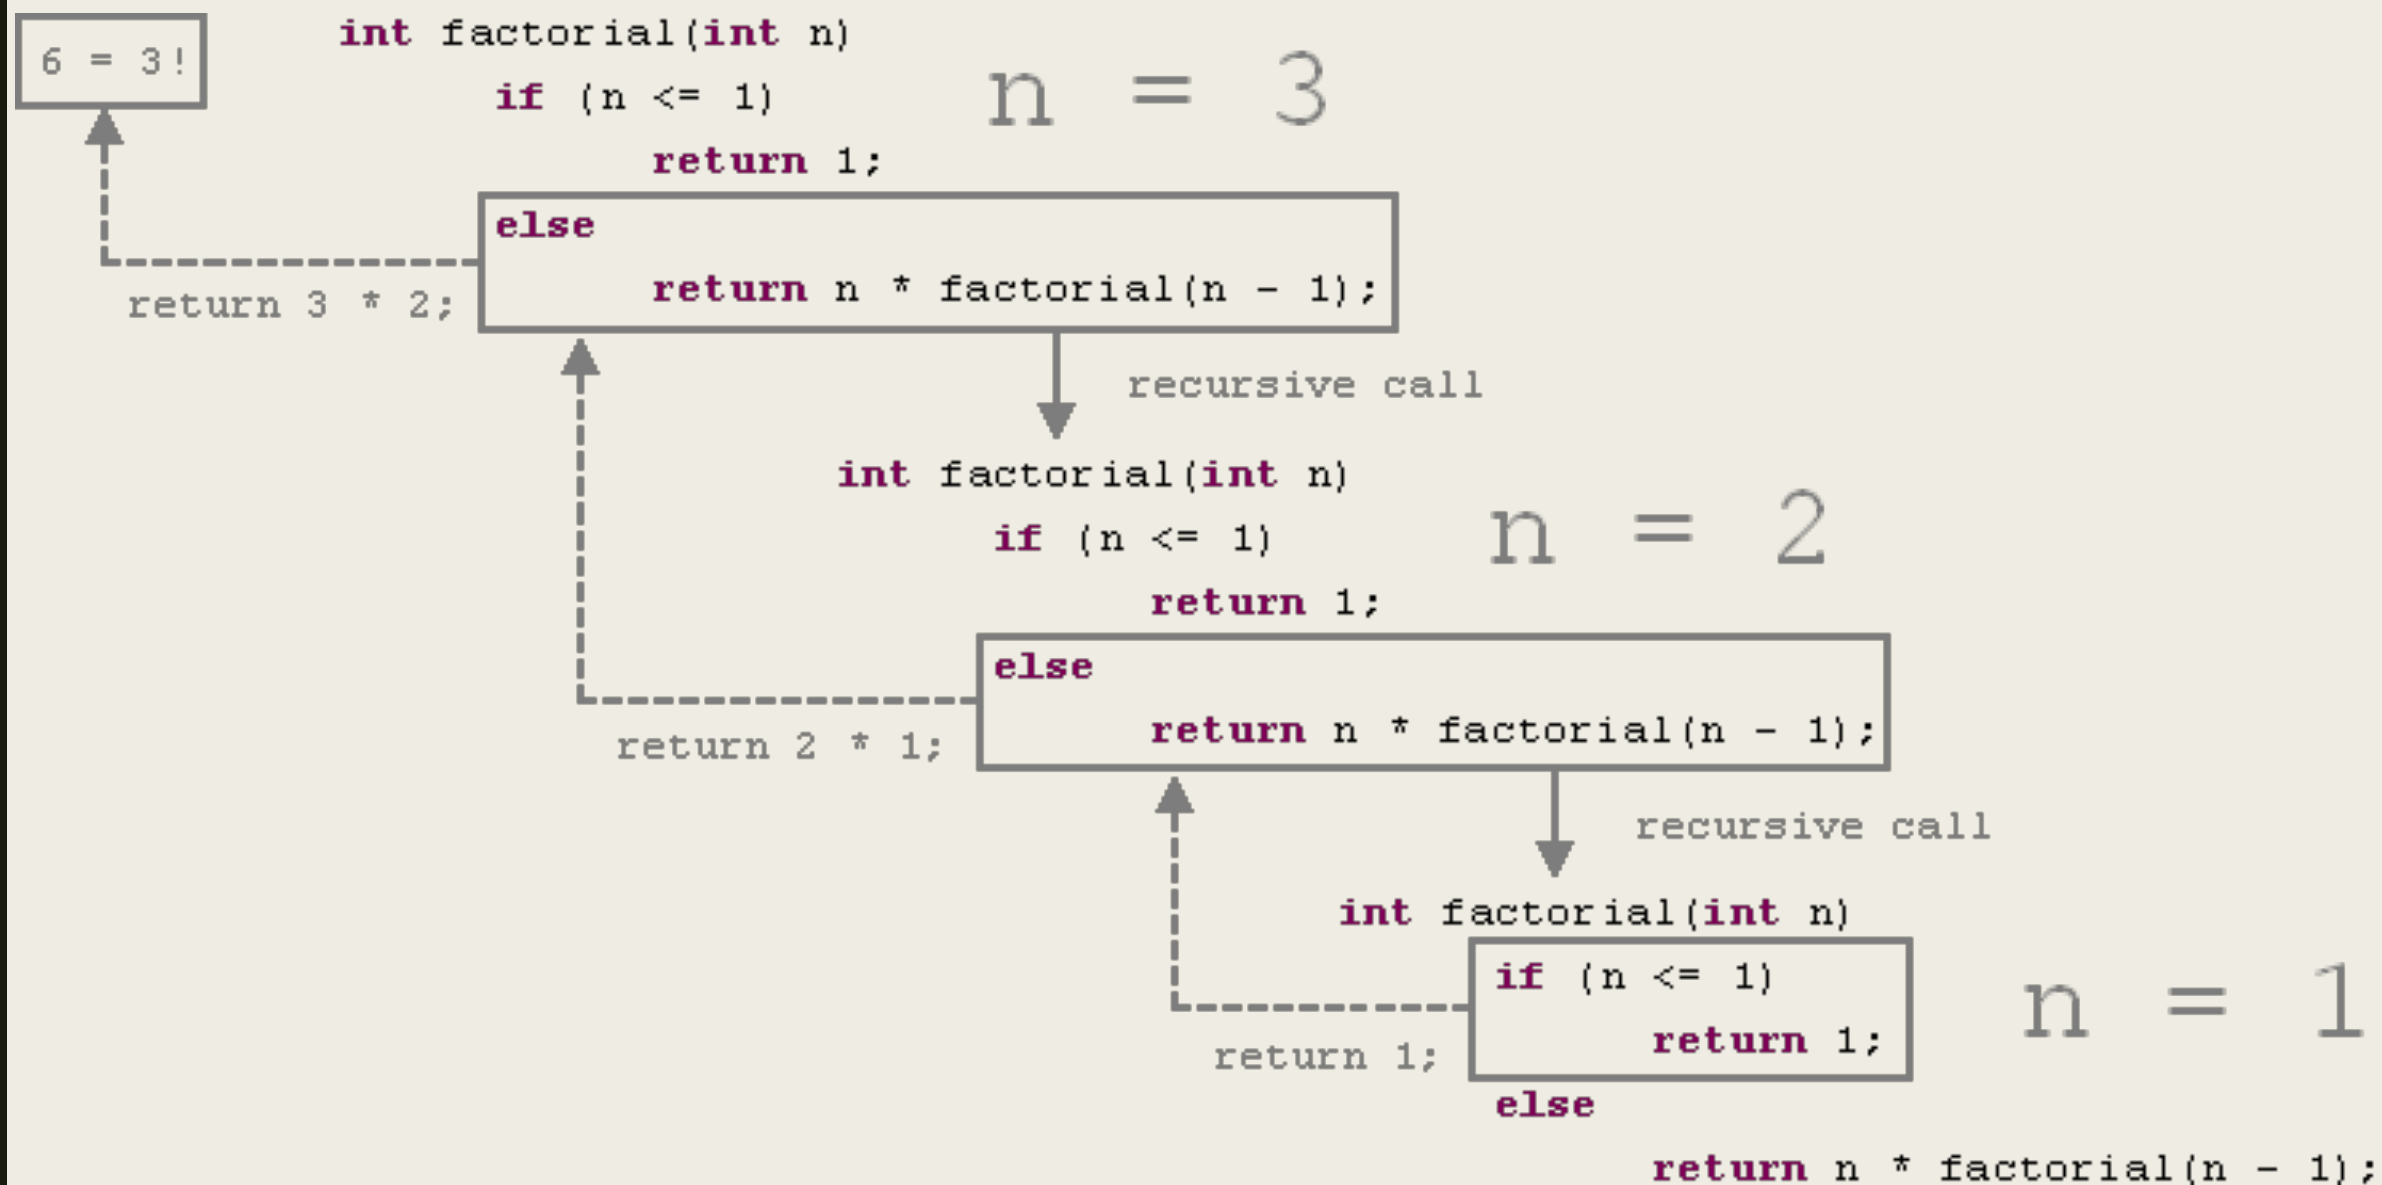 6 = 3!
int factorial(int n)
if (n <= 1)
return 1;
n = 3
else
return n * factorial(n - 1);
return 3 * 2;
recursive call
int factorial(int n)
if (n <= 1)
return 1;
n = 2
else
return n * factorial(n - 1);
return 2 * 1;
recursive call
int factorial(int n)
if (n <= 1)
return 1;
n = 1
return 1;
else
return n * factorial(n - 1);